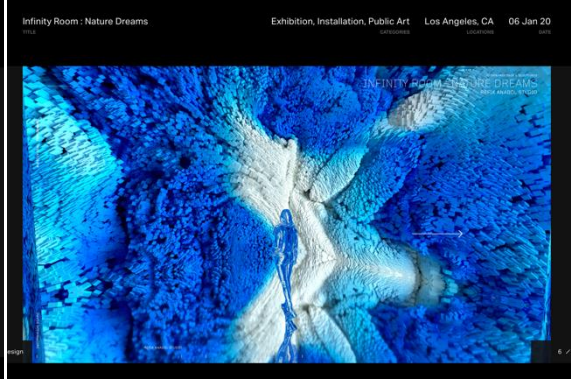 Infinity Room : Nature Dreams
TITLE
Exhibition, Installation, Public Art
CATEGORIES
Los Angeles, CA
LOCATIONS
06 Jan 20
DATE
INFINITY ROOM : NATURE DREAMS
REFIK ANADOL STUDIO
esign
6 /